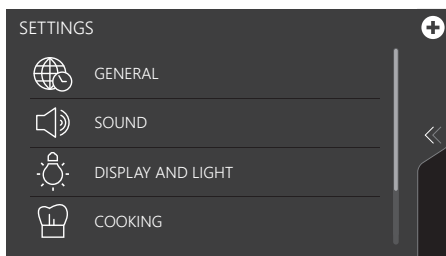 SETTINGS
GENERAL
SOUND
DISPLAY AND LIGHT
COOKING